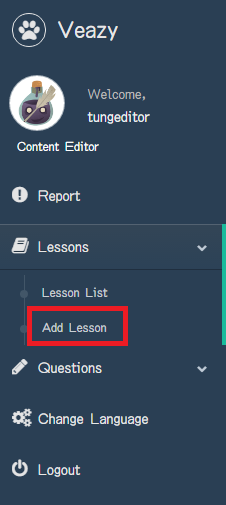 Veazy
Welcome,
tungeditor
Content Editor
Report
Lessons
Lesson List
Add Lesson
Questions
Change Language
Logout